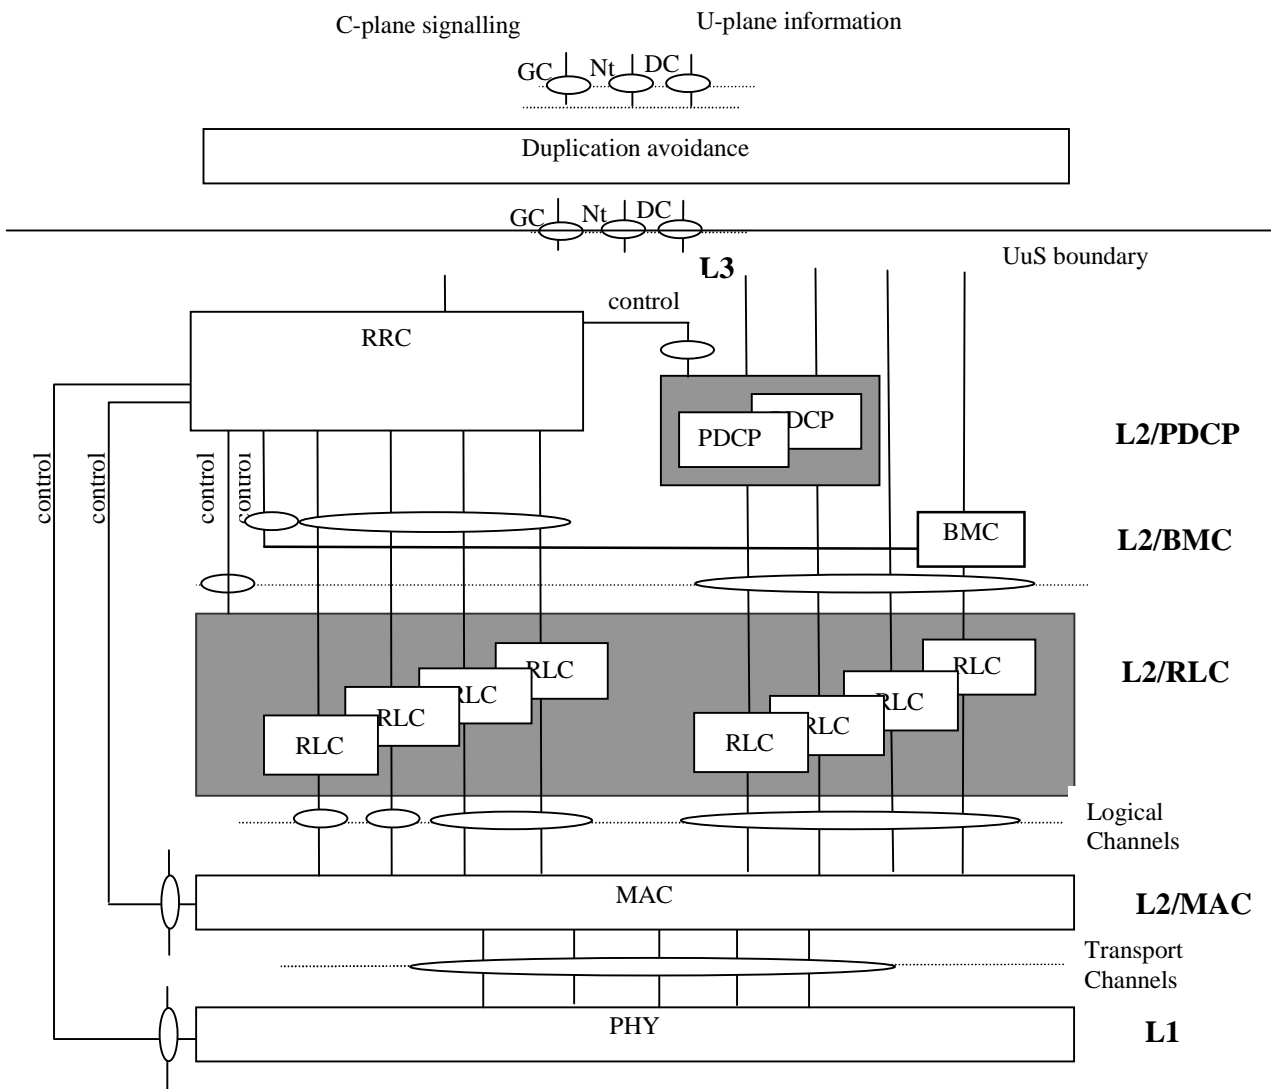 C-plane signalling
U-plane information
GC Nt DC
Duplication avoidance
GC Nt DC
UuS boundary
L3
control
RRC
control
control
control
control
PDCP
PDCP
L2/PDCP
BMC
L2/BMC
RLC
RLC
RLC
RLC
RLC
RLC
RLC
RLC
L2/RLC
Logical
Channels
MAC
L2/MAC
Transport
Channels
PHY
L1